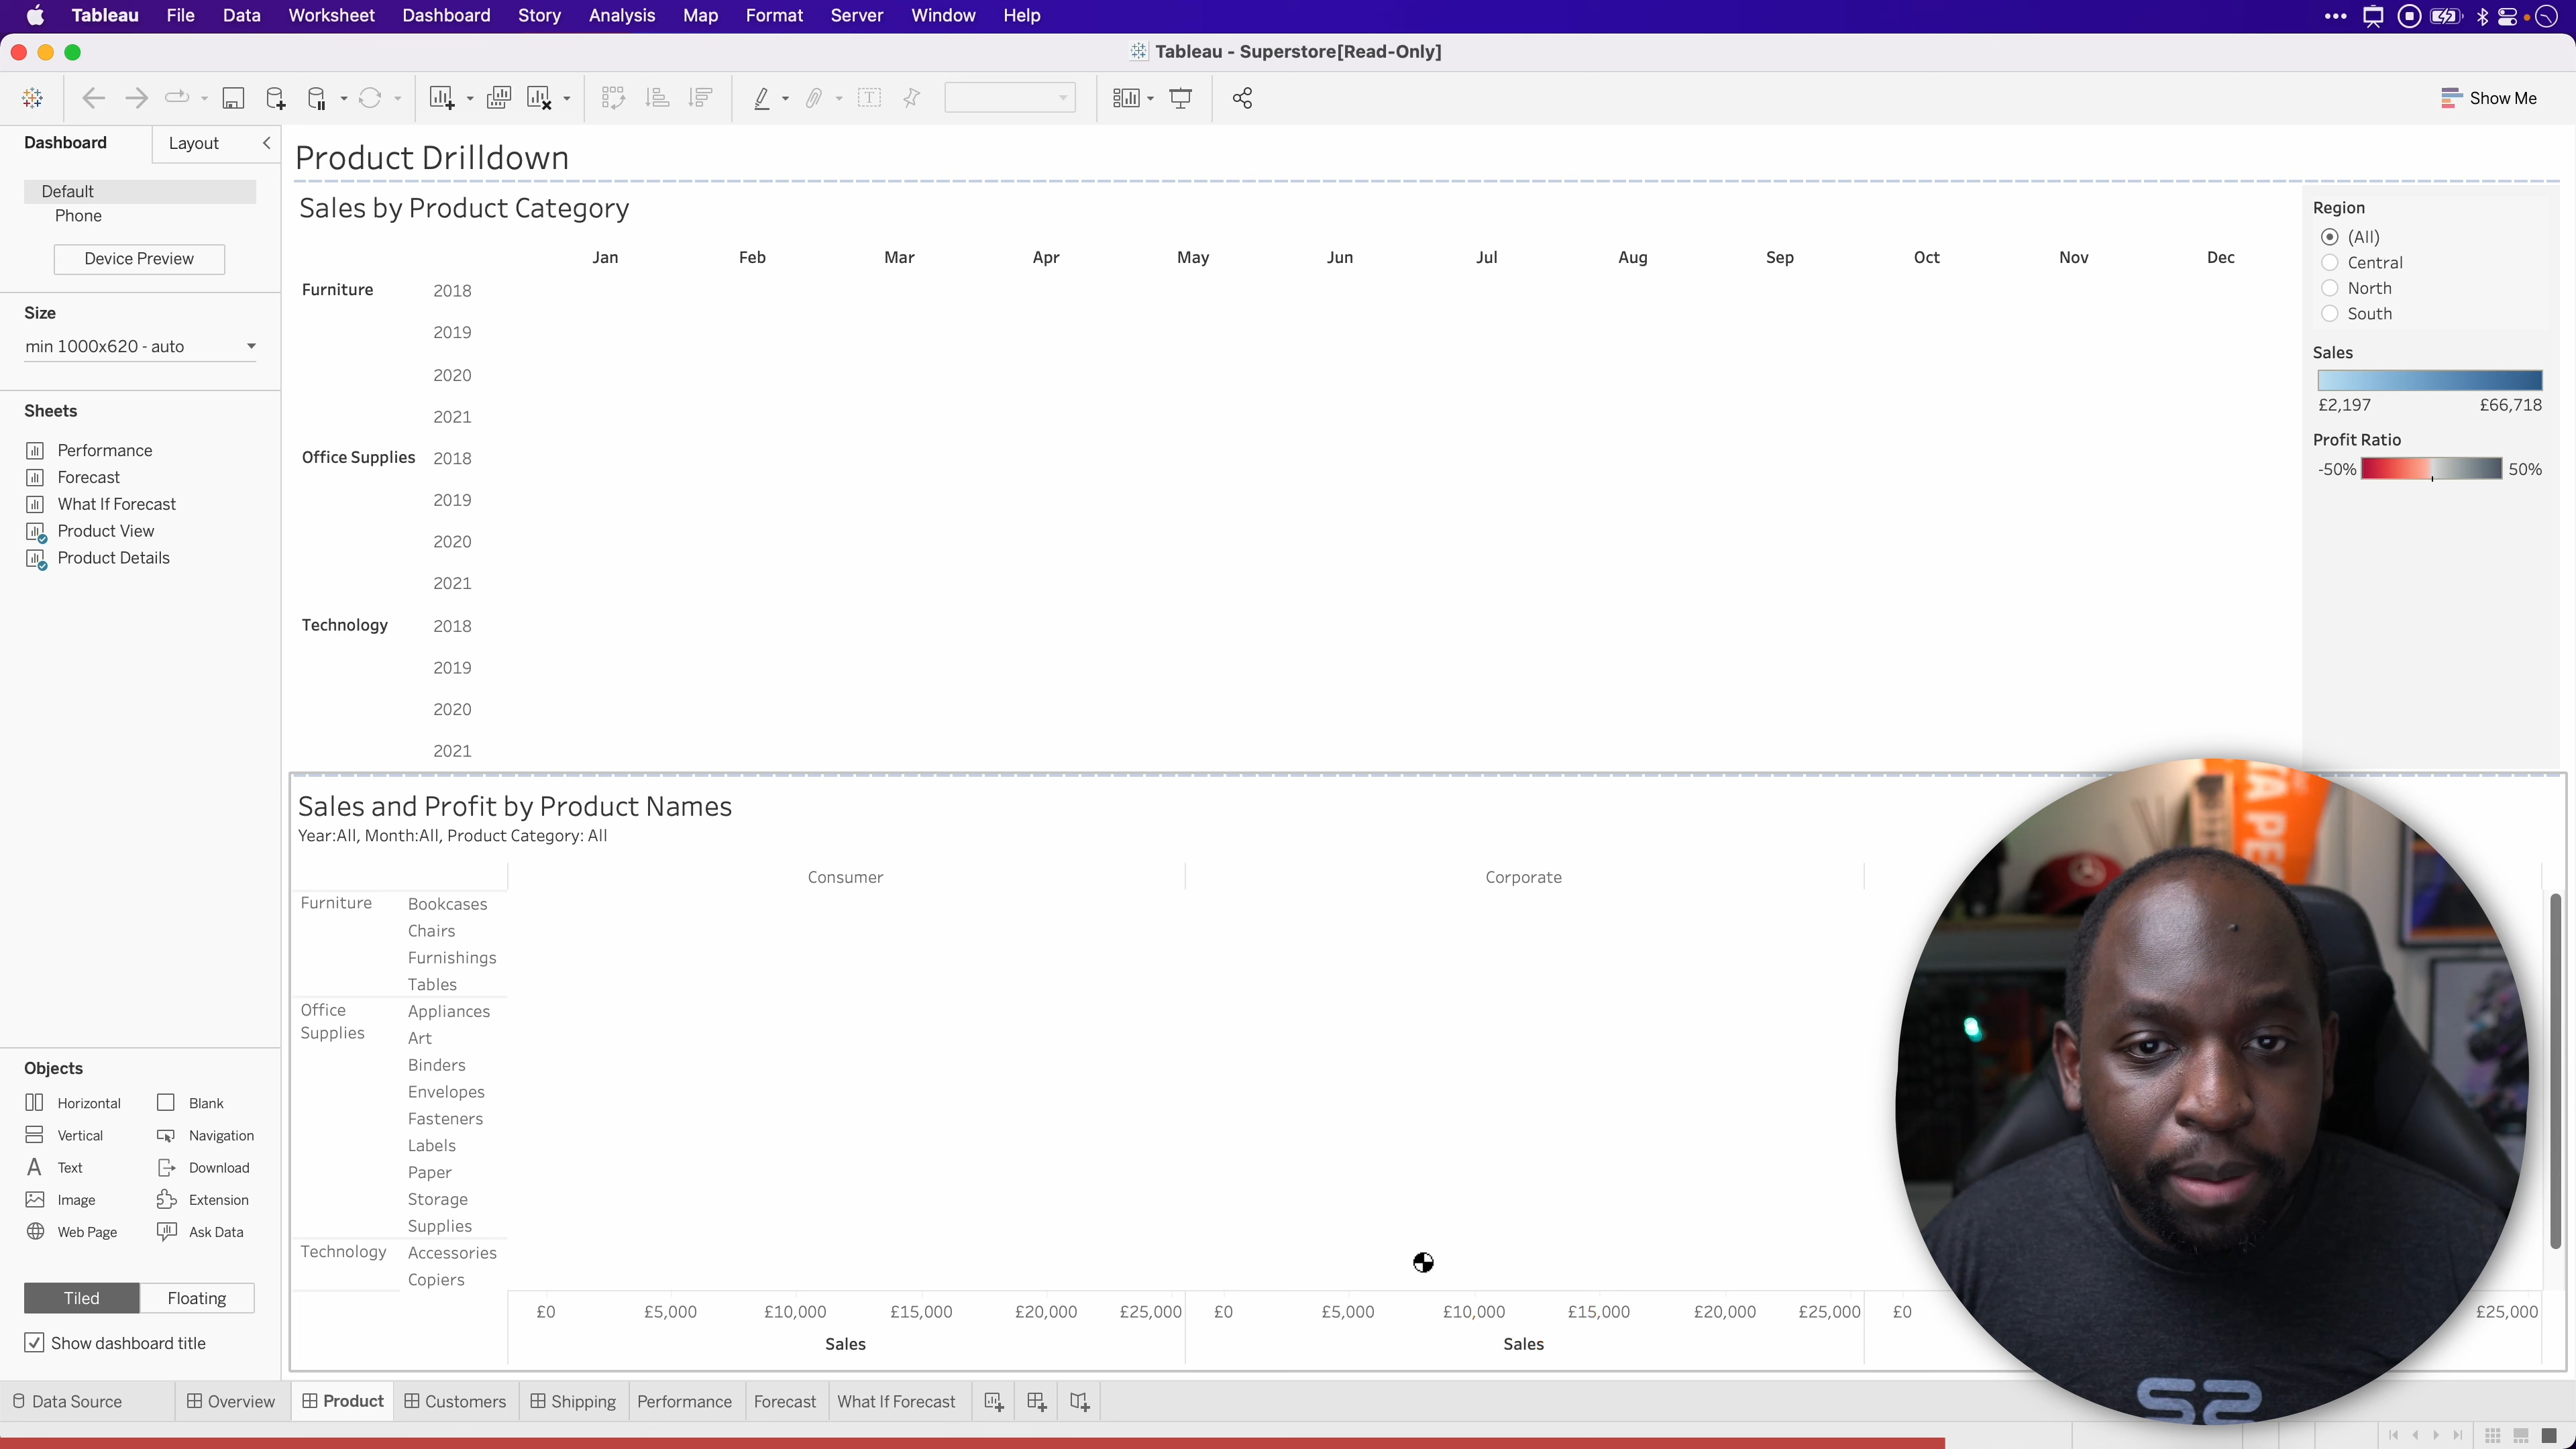 Tableau File Data Worksheet Dashboard Story Analysis Map Format Server Window Help
Tableau - Superstore[Read-Only]
Show Me
Dashboard Layout
Default
Phone
Device Preview
Size
min 1000x620 - auto
Sheets
Performance
Forecast
What If Forecast
Product View
Product Details
Objects
Horizontal Blank
Vertical Navigation
Text Download
Image Extension
Web Page Ask Data
Tiled Floating
Show dashboard title
Product Drilldown
Sales by Product Category
Jan Feb Mar Apr May Jun Jul Aug Sep Oct Nov Dec
Furniture 2018
2019
2020
2021
Office Supplies 2018
2019
2020
2021
Technology 2018
2019
2020
2021
Region
(All)
Central
North
South
Sales
£2,197 £66,718
Profit Ratio
-50% 50%
Sales and Profit by Product Names
Year:All, Month:All, Product Category: All
Consumer Corporate
Furniture Bookcases
Chairs
Furnishings
Tables
Office Supplies Appliances
Art
Binders
Envelopes
Fasteners
Labels
Paper
Storage
Supplies
Technology Accessories
Copiers
£0 £5,000 £10,000 £15,000 £20,000 £25,000 £0 £5,000 £10,000 £15,000 £20,000 £25,000 £0 £25,000
Sales Sales
Data Source Overview Product Customers Shipping Performance Forecast What If Forecast